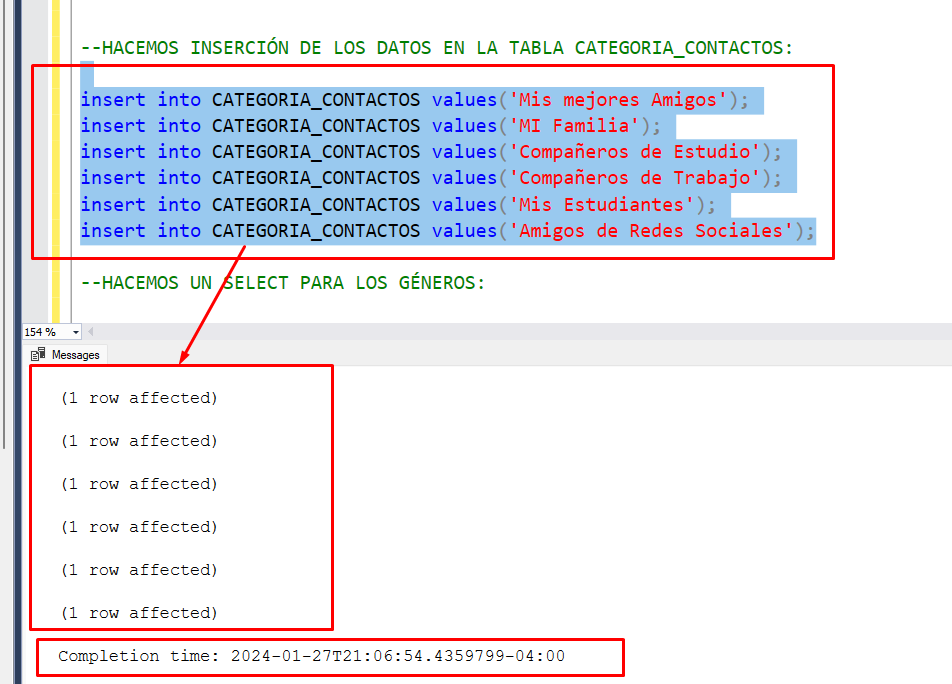 --HACEMOS INSERCIÓN DE LOS DATOS EN LA TABLA CATEGORIA_CONTACTOS:
insert into CATEGORIA_CONTACTOS values('Mis mejores Amigos');
insert into CATEGORIA_CONTACTOS values('MI Familia');
insert into CATEGORIA_CONTACTOS values('Compañeros de Estudio');
insert into CATEGORIA_CONTACTOS values('Compañeros de Trabajo');
insert into CATEGORIA_CONTACTOS values('Mis Estudiantes');
insert into CATEGORIA_CONTACTOS values('Amigos de Redes Sociales');
--HACEMOS UN SELECT PARA LOS GÉNEROS:
154 %
Messages
(1 row affected)
(1 row affected)
(1 row affected)
(1 row affected)
(1 row affected)
(1 row affected)
Completion time: 2024-01-27T21:06:54.4359799-04:00